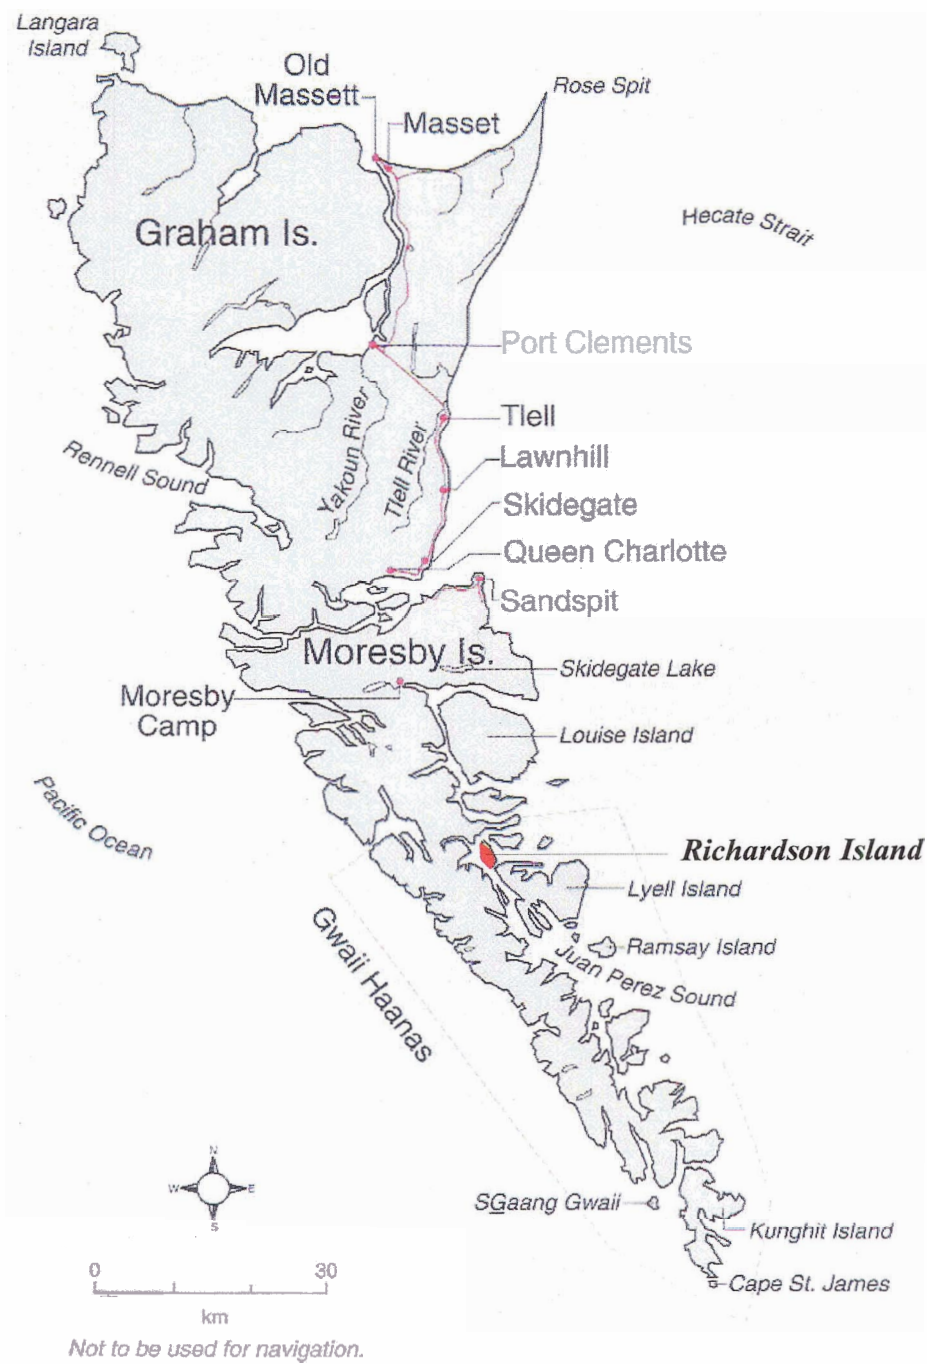 Langara
Island
Old
Massett
Rose Spit
Masset
Hecate Strait
Graham Is.
Port Clements
Tlell
Yakoun River
Tlell River
Rennell Sound
Lawnhill
Skidegate
Queen Charlotte
Sandspit
Moresby Is.
Skidegate Lake
Moresby
Camp
Louise Island
Pacific Ocean
Richardson Island
Lyell Island
Gwaii Haanas
Ramsay Island
Juan Perez Sound
N
W
E
S
SGaang Gwaii
Kunghit Island
Cape St. James
0 30
km
Not to be used for navigation.